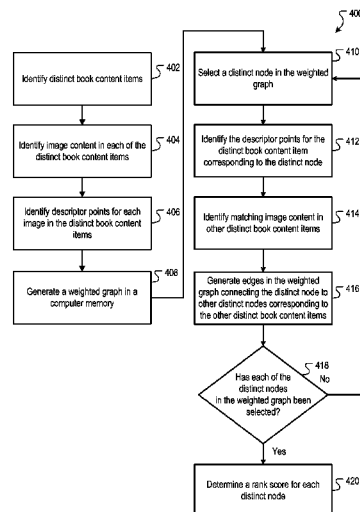 400
Identify distinct book content items
402
Identify image content in each of the
distinct book content items
404
Identify descriptor points for each
image in the distinct book content
items
406
Generate a weighted graph in a
computer memory
408
Select a distinct node in the weighted
graph
410
Identify the descriptor points for the
distinct book content item
corresponding to the distinct node
412
Identify matching image content in
other distinct book content items
414
Generate edges in the weighted
graph connecting the distinct node to
other distinct nodes corresponding to
the other distinct book content items
416
Has each of the
distinct nodes
in the weighted graph been
selected?
418
No
Yes
Determine a rank score for each
distinct node
420